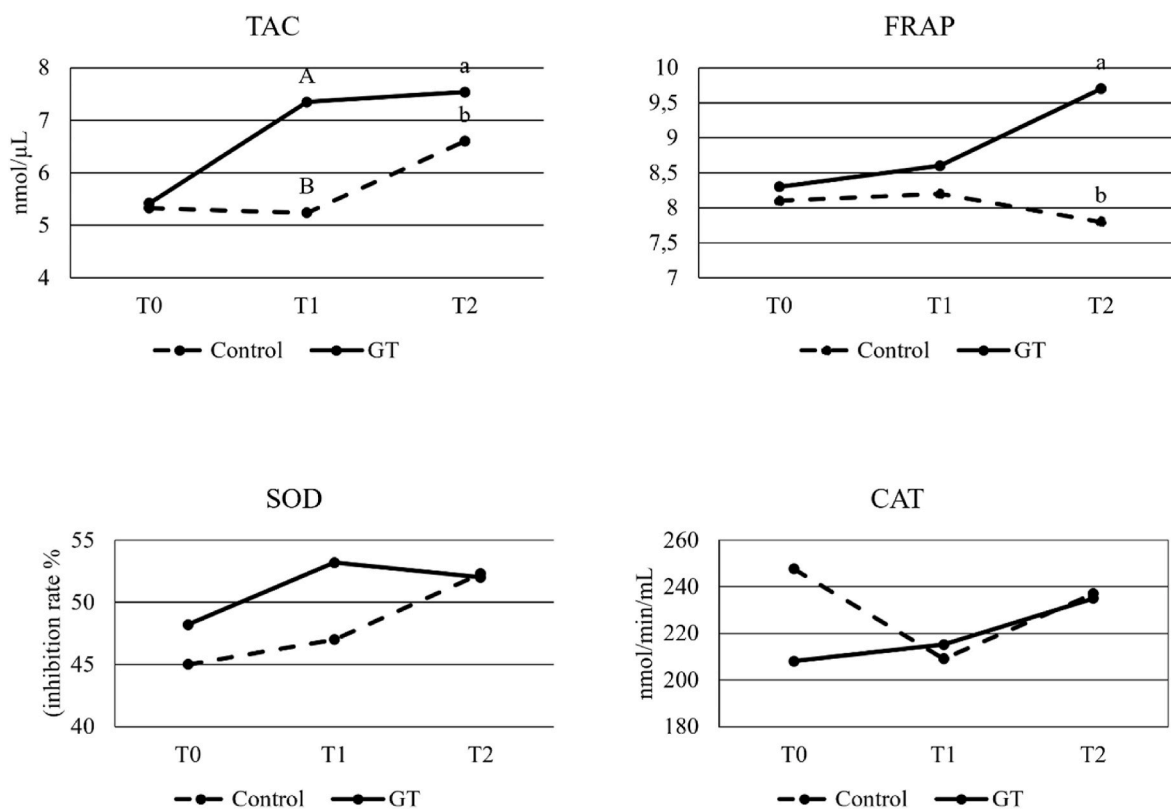 TAC
8
7
6
5
4
nmol/µL
A
a
b
B
T0 T1 T2
Control GT
FRAP
10
9,5
9
8,5
8
7,5
7
a
b
T0 T1 T2
Control GT
SOD
55
50
45
40
(inhibition rate %
T0 T1 T2
Control GT
CAT
260
240
220
200
180
nmol/min/mL
T0 T1 T2
Control GT